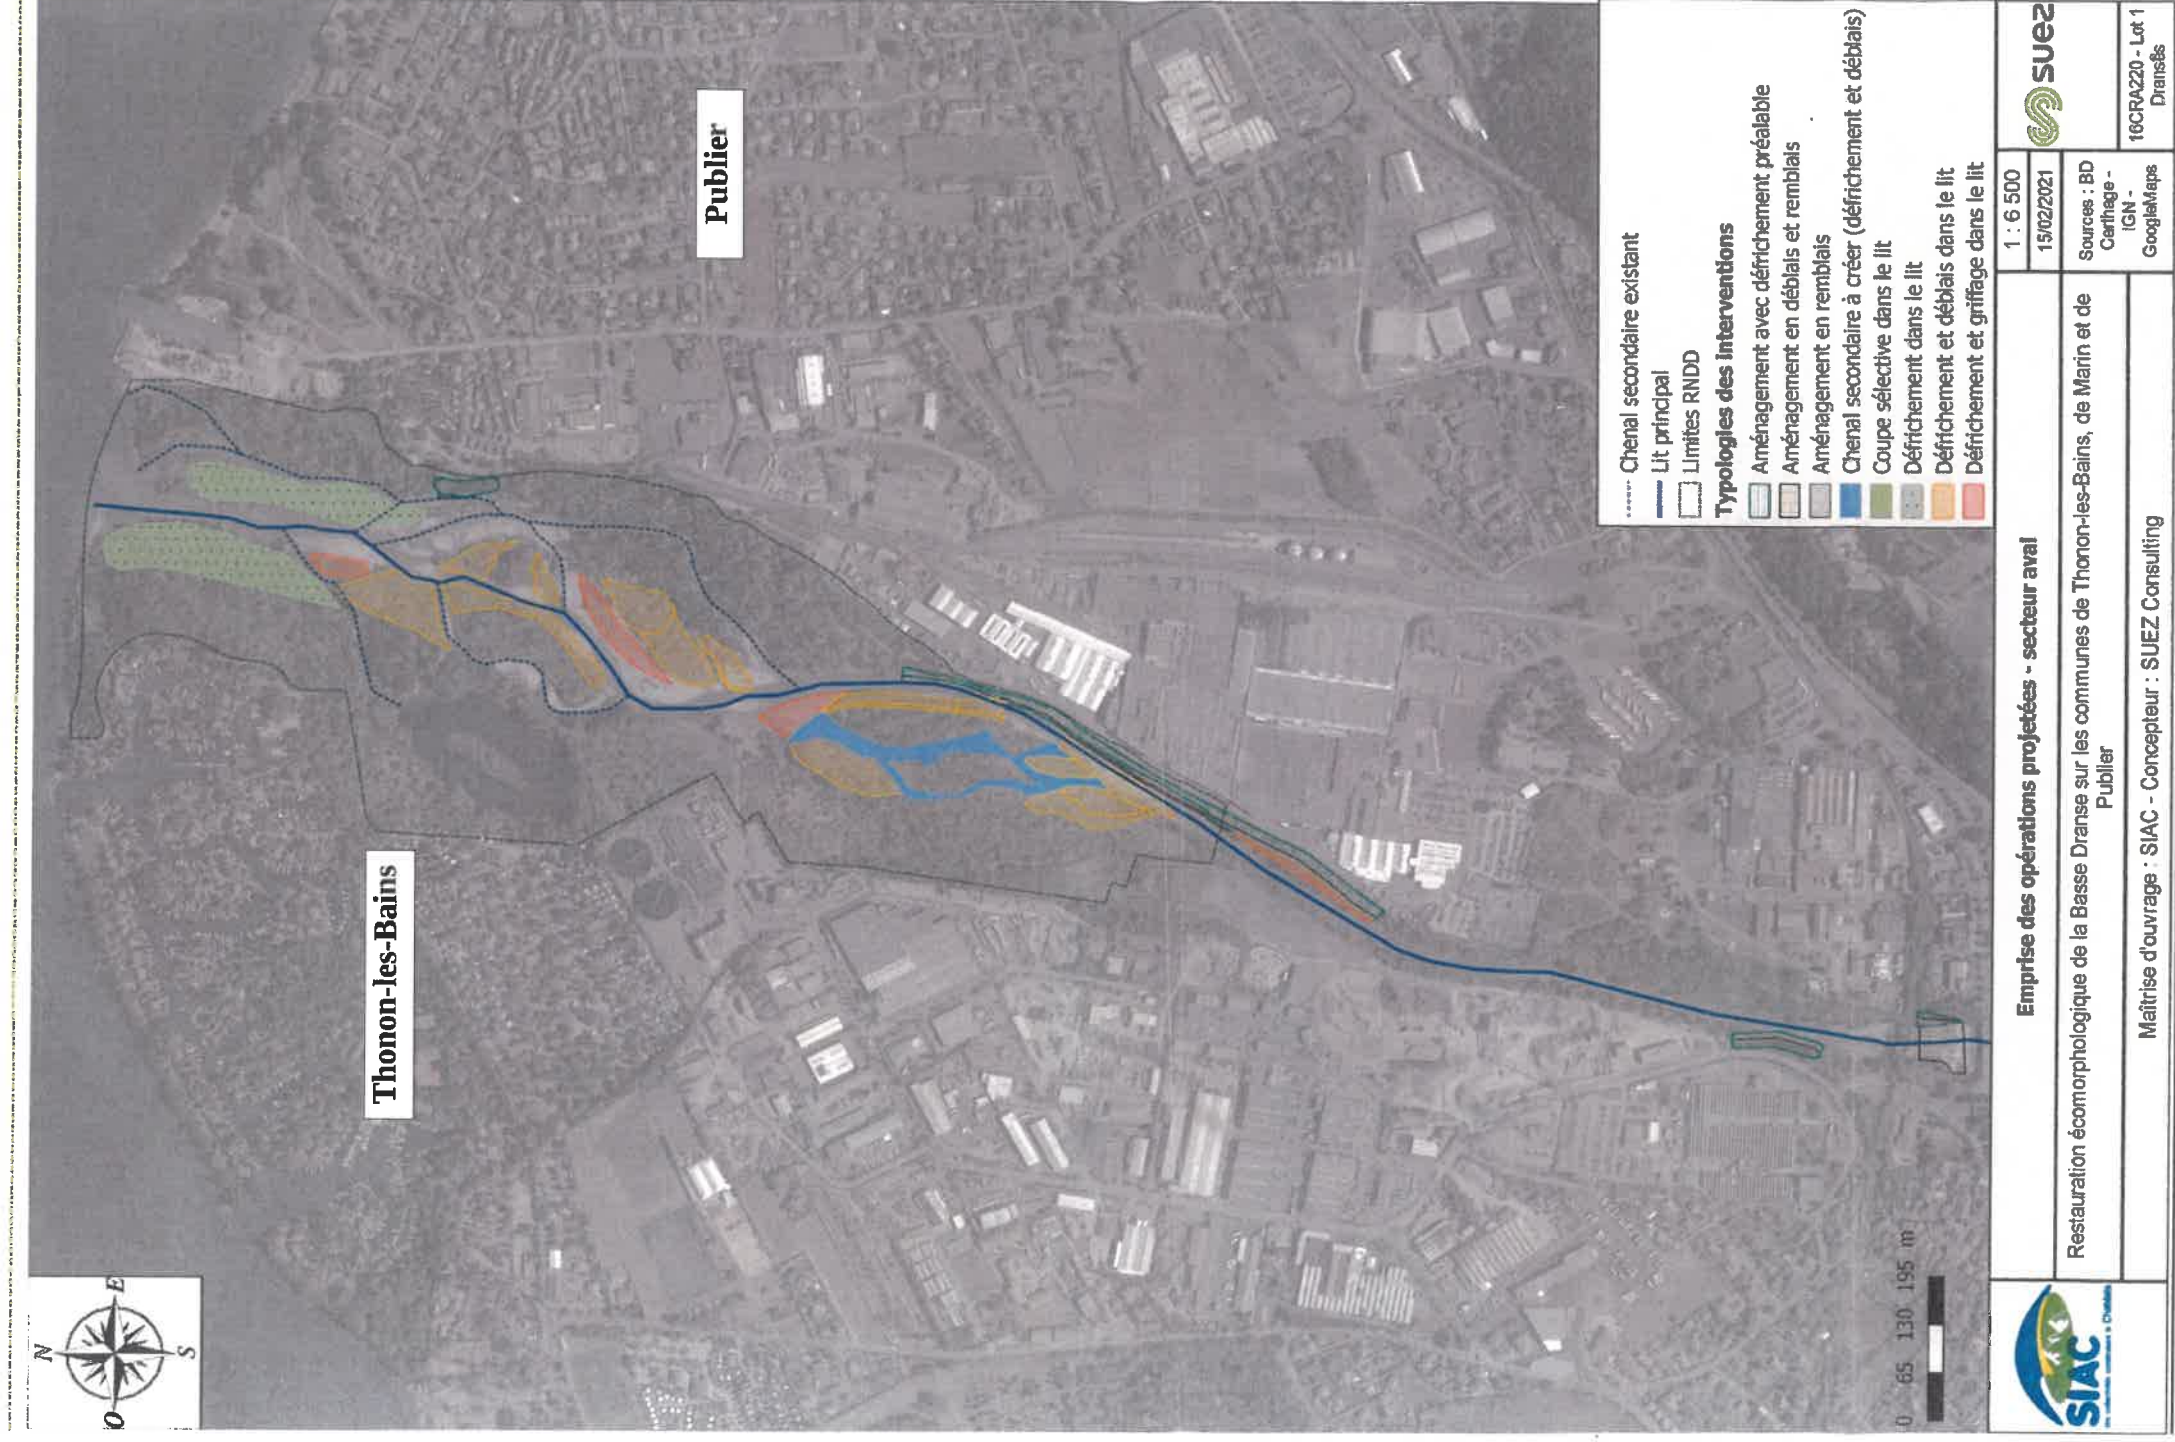 N
O
E
S
Thonon-les-Bains
Publier
0 65 130 195 m
Chenal secondaire existant
Lit principal
Limites RNDD
Typologies des interventions
Aménagement avec défrichement préalable
Aménagement en déblais et remblais
Aménagement en remblais
Chenal secondaire à créer (défrichement et déblais)
Coupe sélective dans le lit
Défrichement dans le lit
Défrichement et déblais dans le lit
Défrichement et griffage dans le lit
SIAC
Emprise des opérations projetées - secteur aval
Restauration écomorphologique de la Basse Dranse sur les communes de Thonon-les-Bains, de Marin et de
Publier
Maîtrise d'ouvrage : SIAC - Concepteur : SUEZ Consulting
1 : 6 500
15/02/2021
Sources : BD
Carthage -
IGN -
GoogleMaps
suez
16CRA220 - Lot 1
Dranses